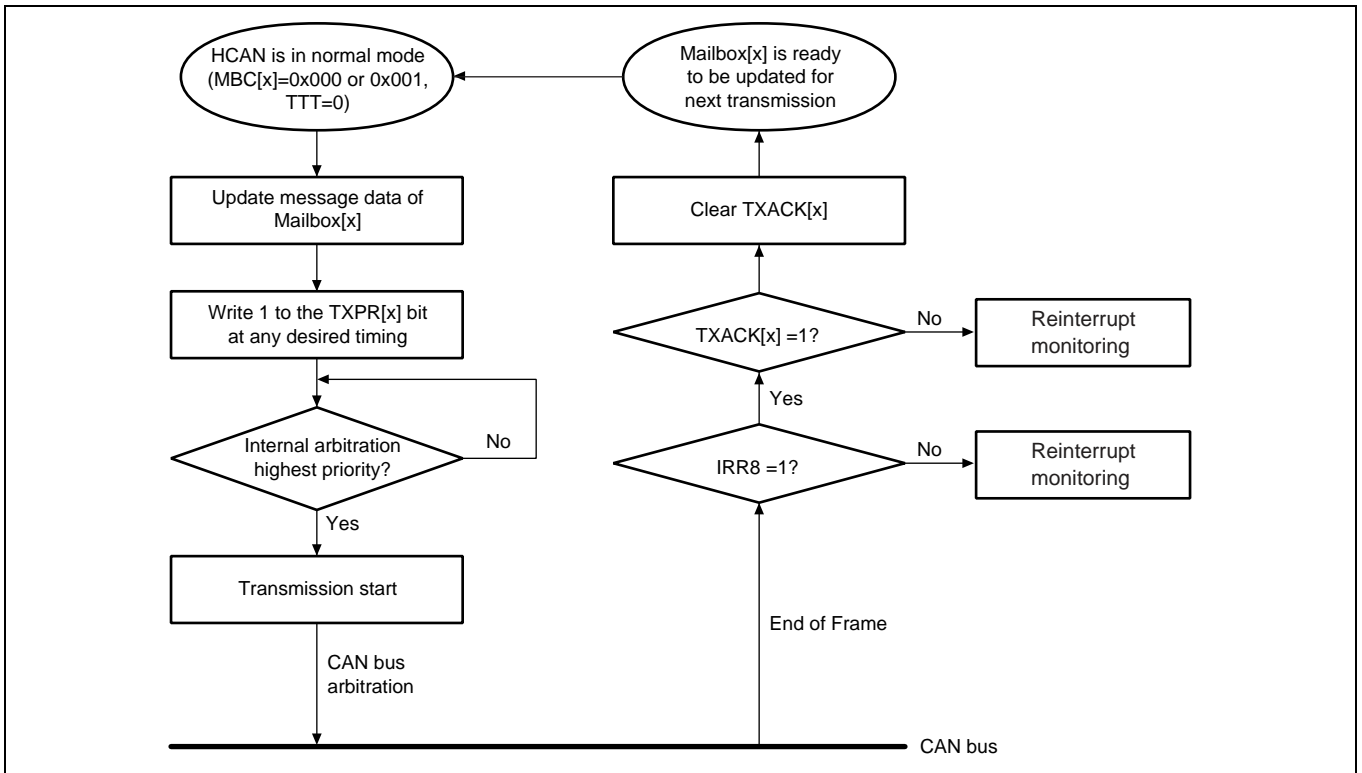 HCAN is in normal mode
(MBC[x]=0x000 or 0x001,
TTT=0)
Update message data of
Mailbox[x]
Write 1 to the TXPR[x] bit
at any desired timing
Internal arbitration
highest priority?
No
Yes
Transmission start
CAN bus
arbitration
CAN bus
End of Frame
IRR8 =1?
No
Reinterrupt
monitoring
Yes
TXACK[x] =1?
No
Reinterrupt
monitoring
Clear TXACK[x]
Mailbox[x] is ready
to be updated for
next transmission